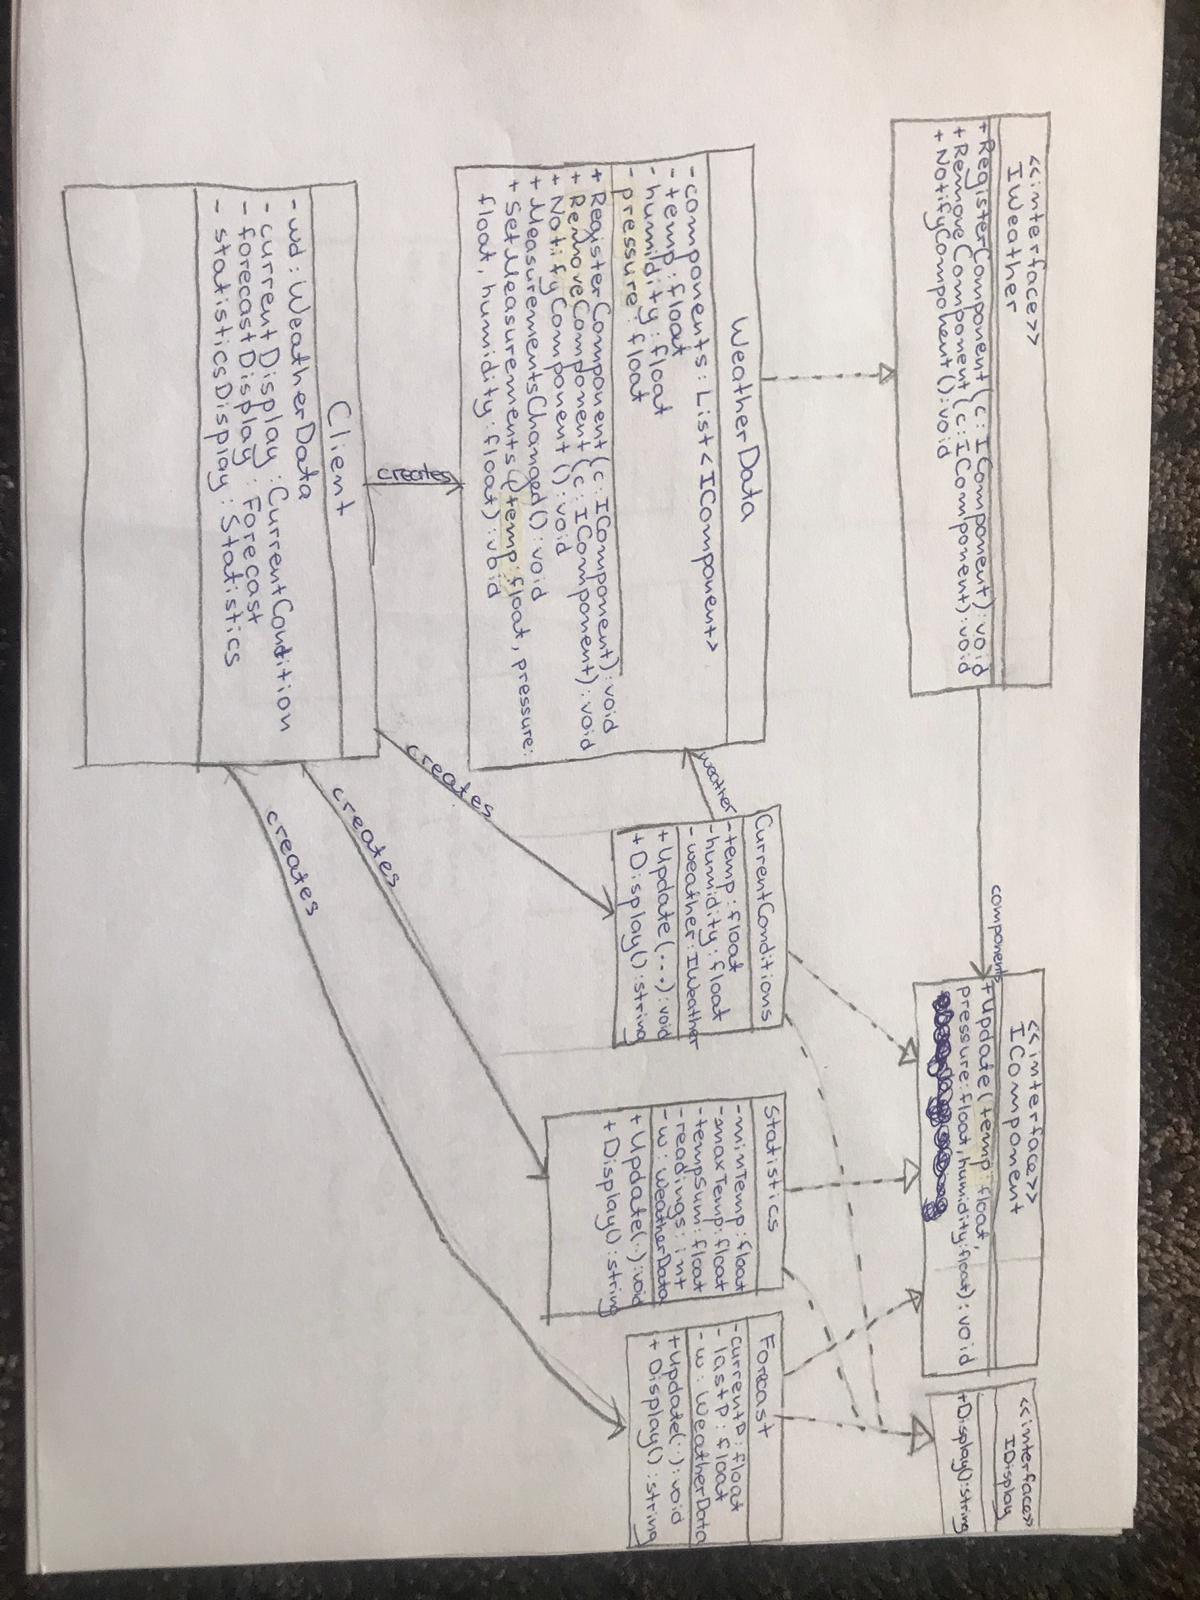 <<interface>>
IWeather
+RegisterComponent(c:IComponent):void
+RemoveComponent(c:IComponent):void
+NotifyComponent():void
components
<<interface>>
IComponent
+Update(temp:float,
pressure:float,humidity:float):void
<<interface>>
IDisplay
+Display():string
WeatherData
-components:List<IComponent>
-temp:float
-humidity:float
-pressure:float
+RegisterComponent(c:IComponent):void
+RemoveComponent(c:IComponent):void
+NotifyComponent():void
+MeasurementsChanged():void
+SetMeasurements(temp:float, pressure:
float, humidity:float):void
weather
CurrentConditions
-temp:float
-humidity:float
-weather:IWeather
+Update(...):void
+Display():string
Statistics
-minTemp:float
-maxTemp:float
-tempSum:float
-readings:int
-w:WeatherData
+Update(..):void
+Display():string
Forecast
-currentP:float
-lastP:float
-w:WeatherData
+Update(..):void
+Display():string
creates
creates
creates
creates
Client
-wd:WeatherData
-currentDisplay:CurrentCondition
-forecastDisplay:Forecast
-statisticsDisplay:Statistics